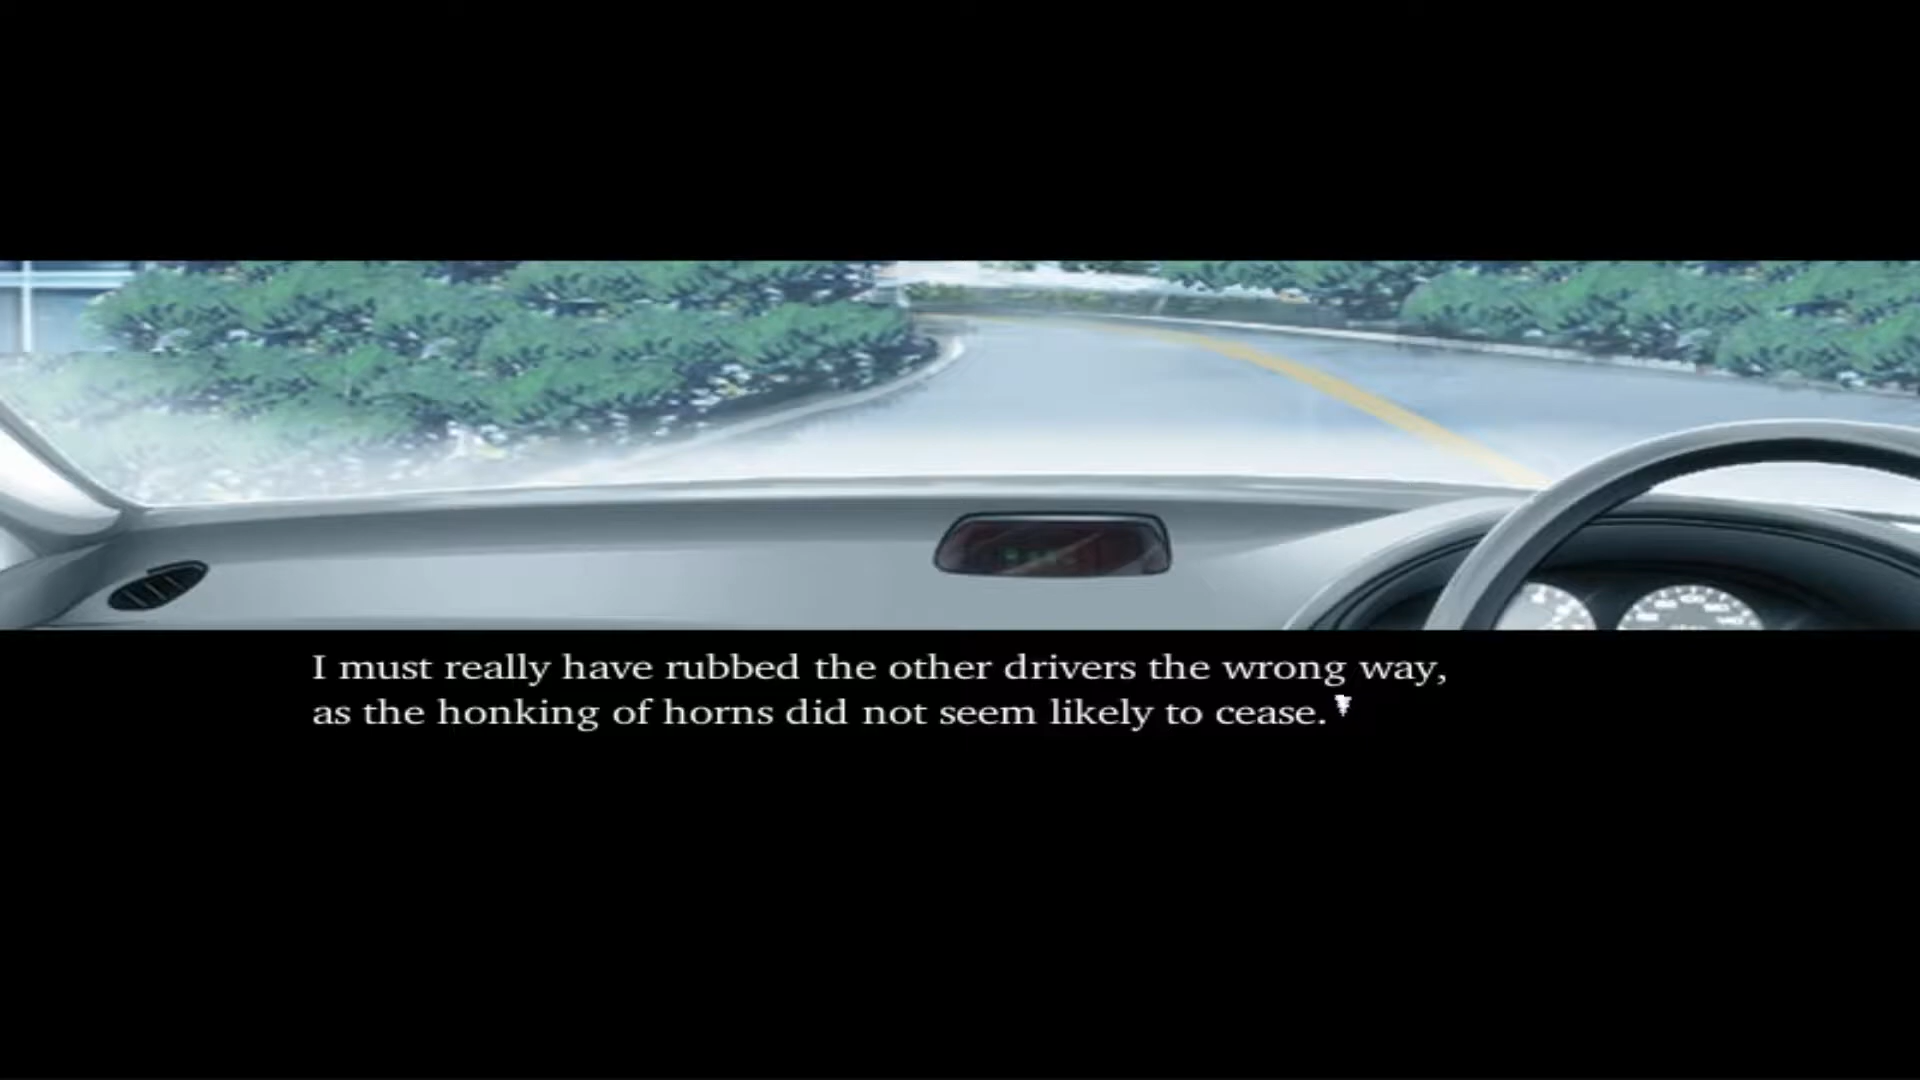 I must really have rubbed the other drivers the wrong way,
as the honking of horns did not seem likely to cease.